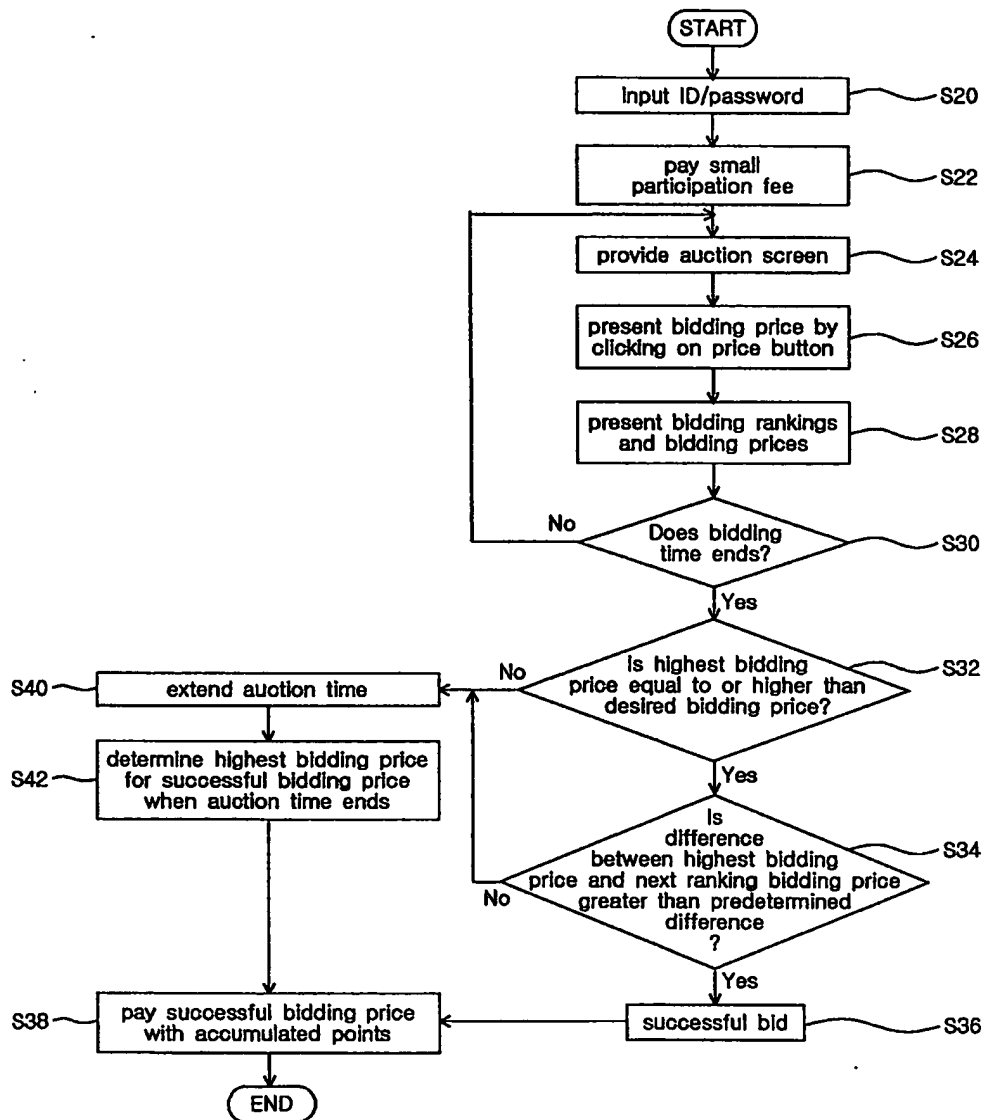 START
input ID/password
S20
pay small
participation fee
S22
provide auction screen
S24
present bidding price by
clicking on price button
S26
present bidding rankings
and bidding prices
S28
No
Does bidding
time ends?
S30
Yes
is highest bidding
price equal to or higher than
desired bidding price?
S32
No
S40
extend auction time
S42
determine highest bidding price
for successful bidding price
when auction time ends
Yes
Is
difference
between highest bidding
price and next ranking bidding price
greater than predetermined
difference
?
S34
No
Yes
S38
pay successful bidding price
with accumulated points
successful bid
S36
END